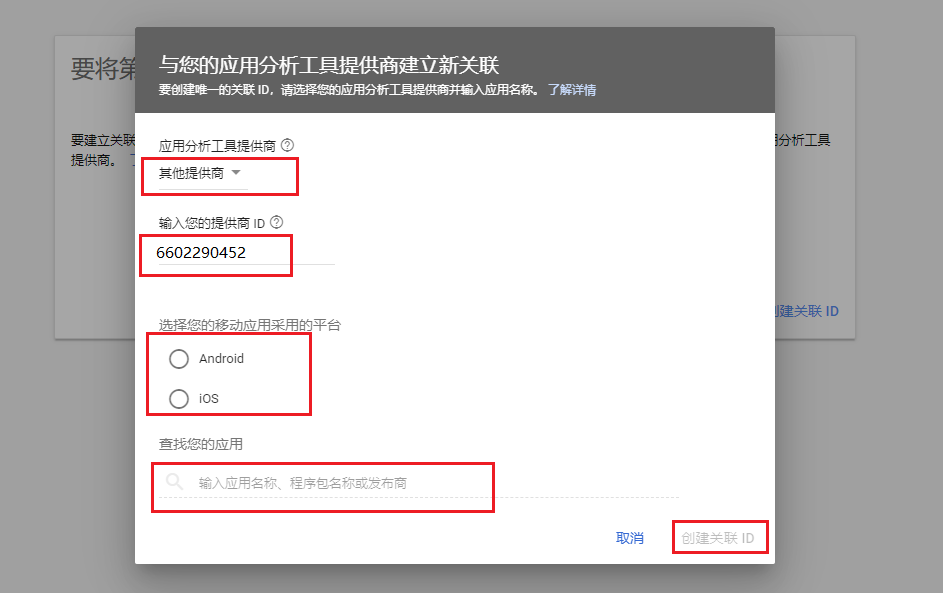 要将第
与您的应用分析工具提供商建立新关联
要创建唯一的关联 ID，请选择您的应用分析工具提供商并输入应用名称。 了解详情
要建立关联
分析工具
提供商。
应用分析工具提供商
其他提供商
输入您的提供商 ID
6602290452
创建关联 ID
选择您的移动应用采用的平台
Android
iOS
查找您的应用
输入应用名称、程序包名称或发布商
取消
创建关联 ID